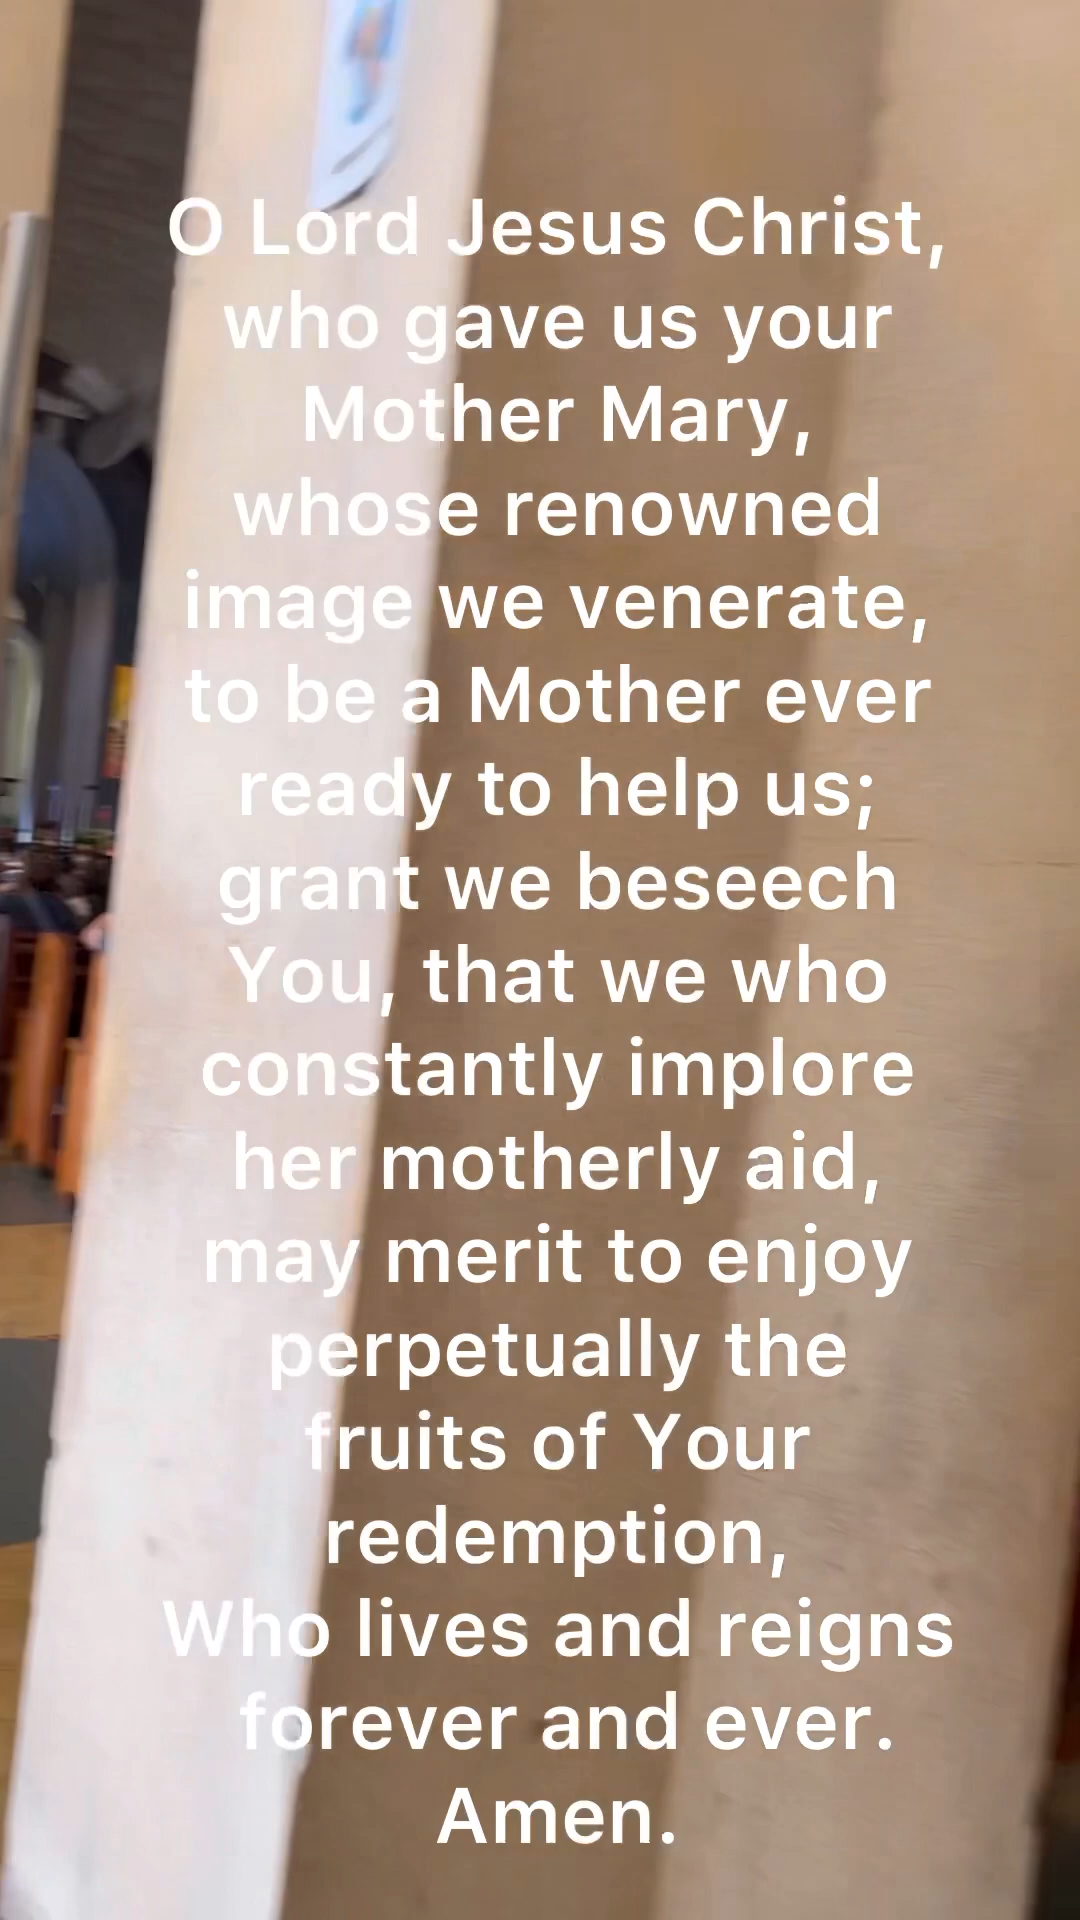 O Lord Jesus Christ,
who gave us your
Mother Mary,
whose renowned
image we venerate,
to be a Mother ever
ready to help us;
grant we beseech
You, that we who
constantly implore
her motherly aid,
may merit to enjoy
perpetually the
fruits of Your
redemption,
Who lives and reigns
forever and ever.
Amen.